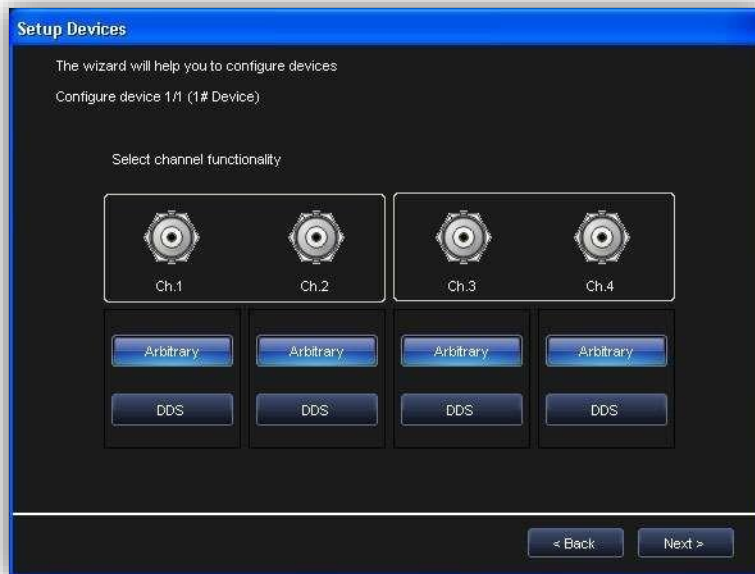 Setup Devices
The wizard will help you to configure devices
Configure device 1/1 (1# Device)
Select channel functionality
Ch.1 Ch.2 Ch.3 Ch.4
Arbitrary Arbitrary Arbitrary Arbitrary
DDS DDS DDS DDS
< Back Next >